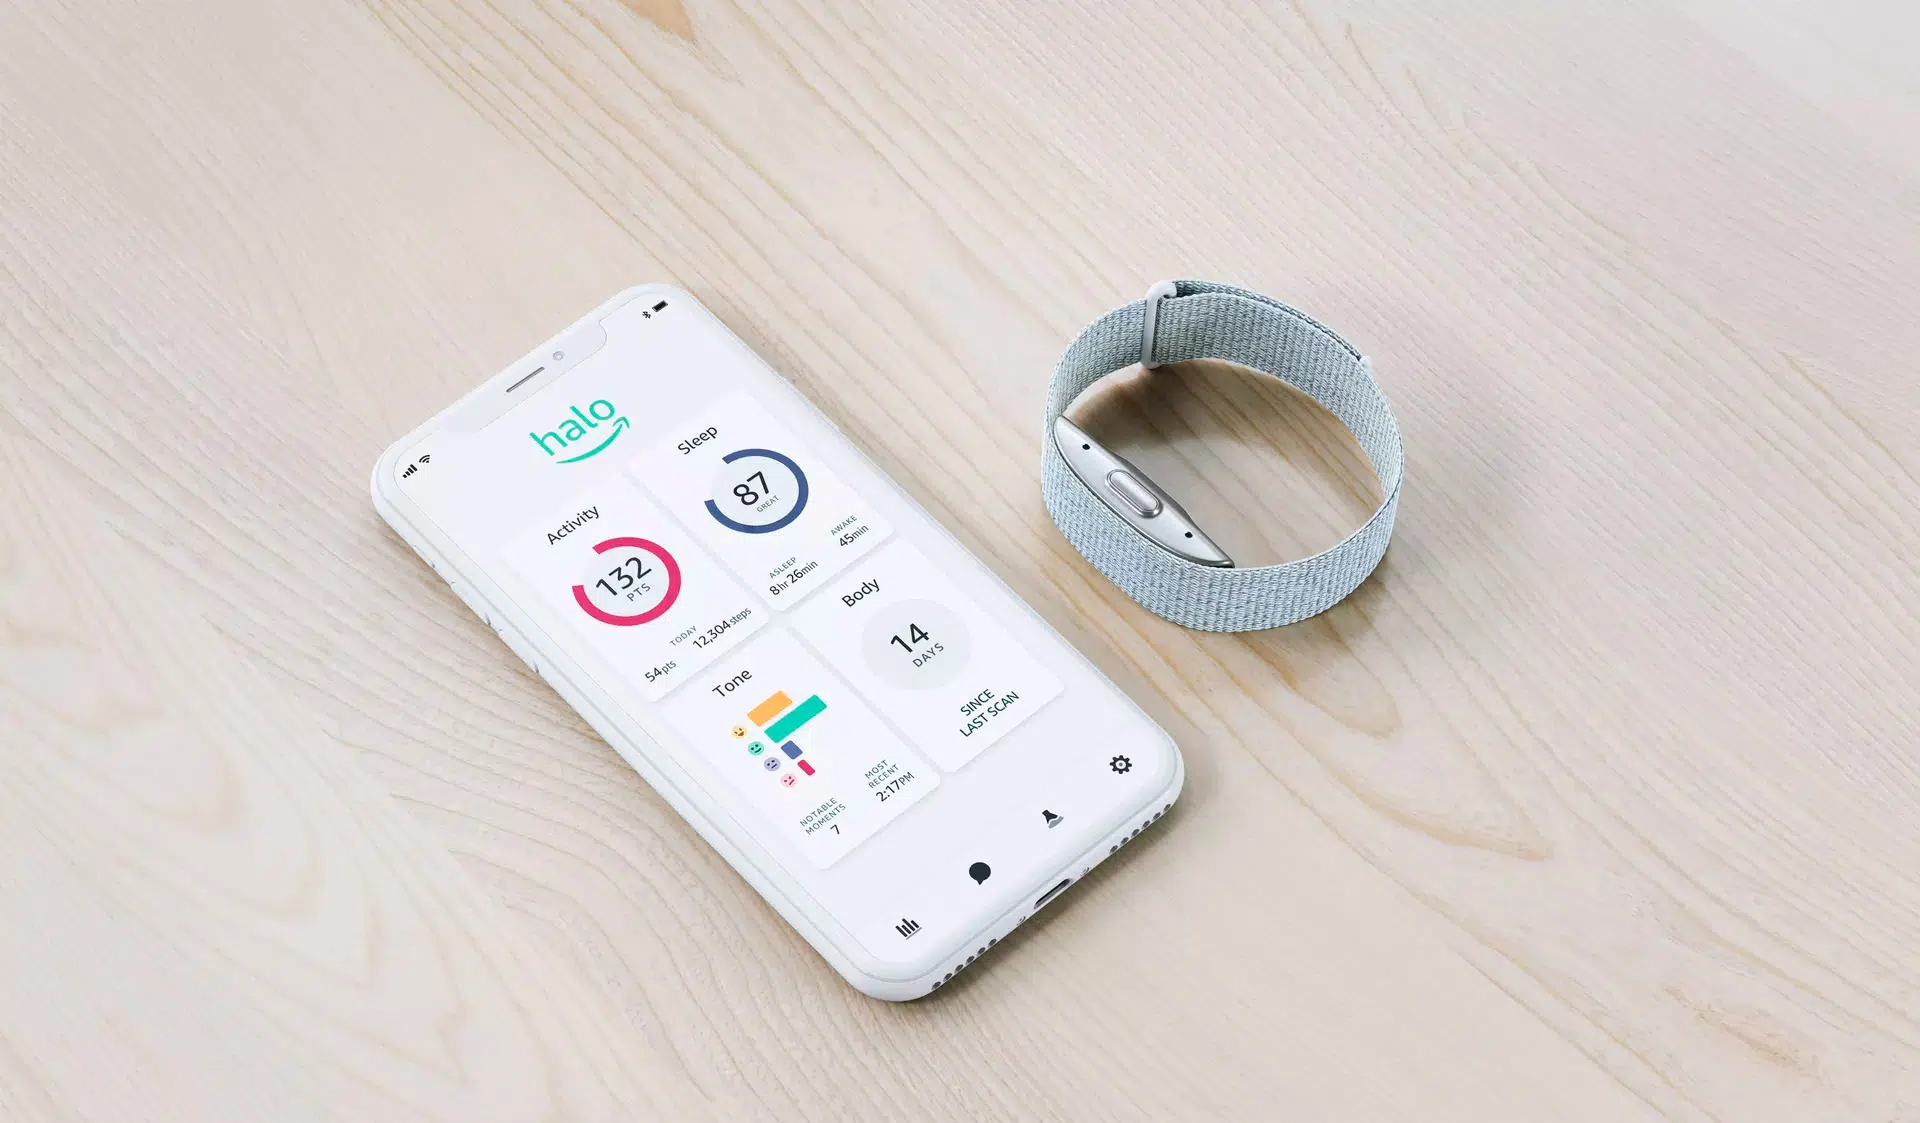 halo
Activity
132
PTS
TODAY
54pts
12,304 steps
Sleep
87
GREAT
ASLEEP
8hr 26min
AWAKE
45min
Tone
NOTABLE
MOMENTS
7
MOST
RECENT
2:17PM
Body
14
DAYS
SINCE
LAST SCAN